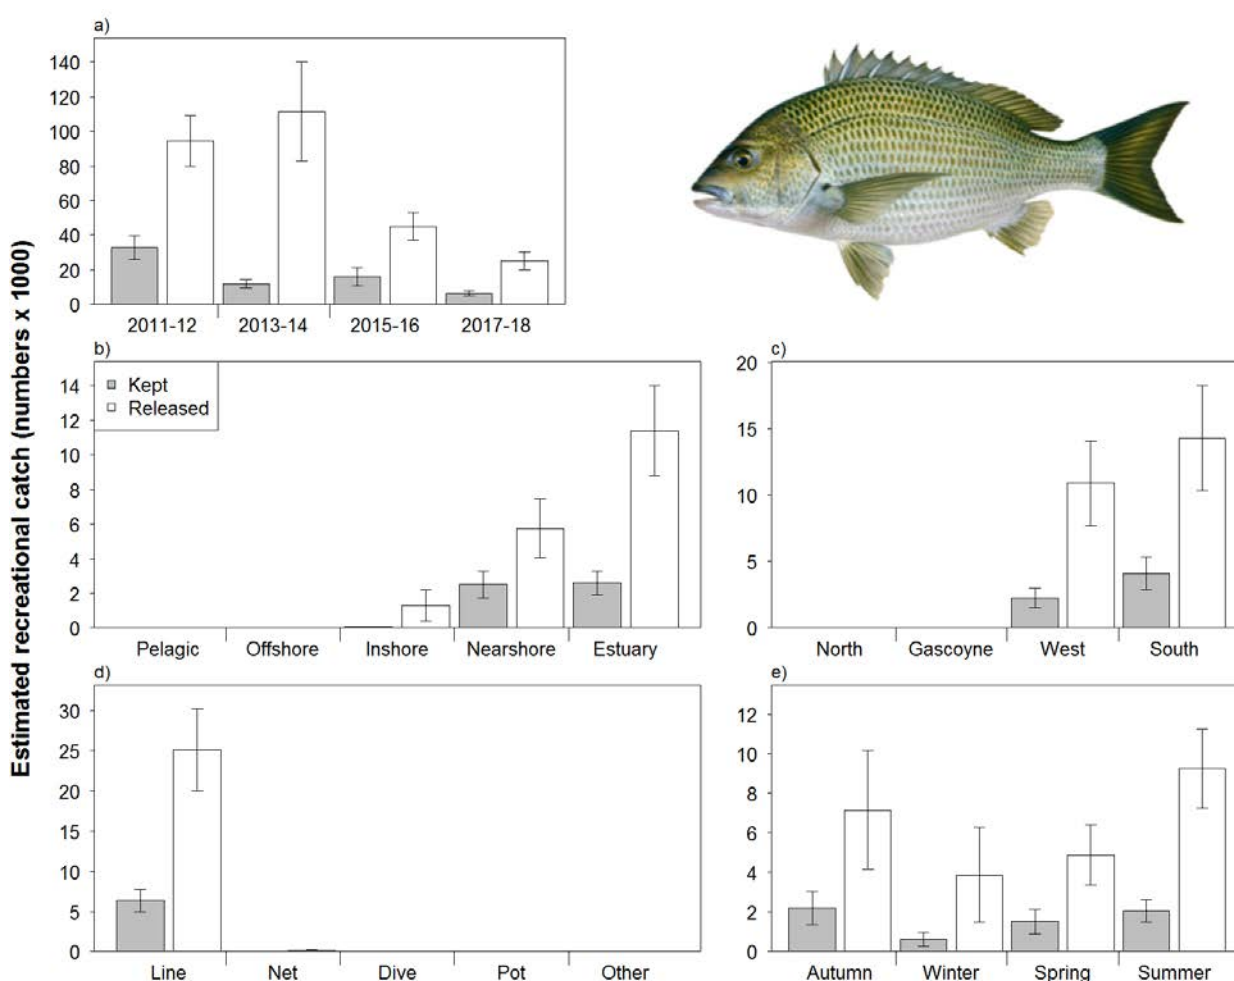 Estimated recreational catch (numbers x 1000)
a)
140
120
100
80
60
40
20
0
2011-12 2013-14 2015-16 2017-18
b)
Kept
Released
14
12
10
8
6
4
2
0
Pelagic Offshore Inshore Nearshore Estuary
c)
20
15
10
5
0
North Gascoyne West South
d)
30
25
20
15
10
5
0
Line Net Dive Pot Other
e)
12
10
8
6
4
2
0
Autumn Winter Spring Summer